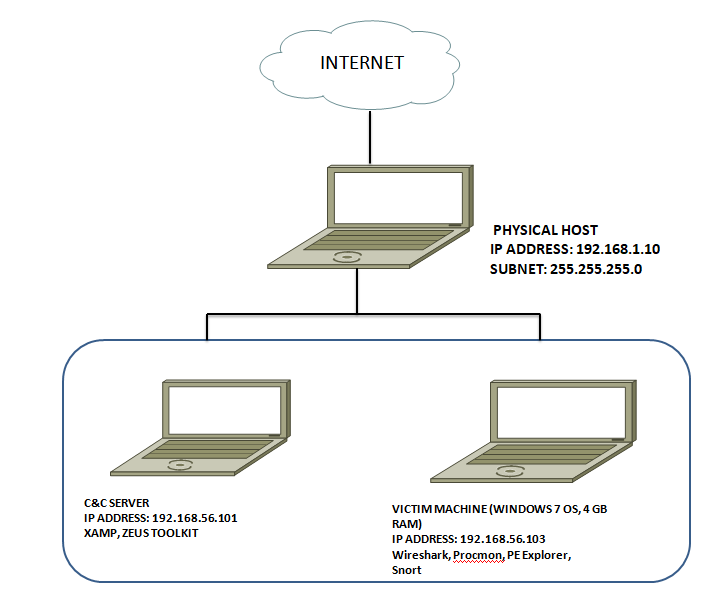 INTERNET
PHYSICAL HOST
IP ADDRESS: 192.168.1.10
SUBNET: 255.255.255.0
C&C SERVER
IP ADDRESS: 192.168.56.101
XAMP, ZEUS TOOLKIT
VICTIM MACHINE (WINDOWS 7 OS, 4 GB
RAM)
IP ADDRESS: 192.168.56.103
Wireshark, Procmon, PE Explorer,
Snort